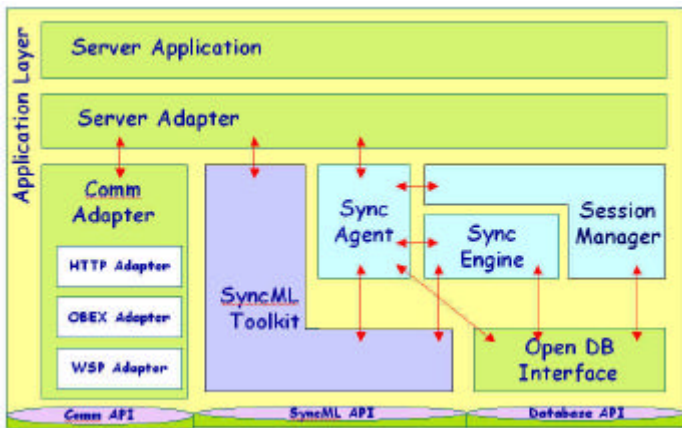 Application Layer
Server Application
Server Adapter
Comm
Adapter
HTTP Adapter
OBEX Adapter
WSP Adapter
SyncML
Toolkit
Sync
Agent
Sync
Engine
Session
Manager
Open DB
Interface
Comm API
SyncML API
Database API